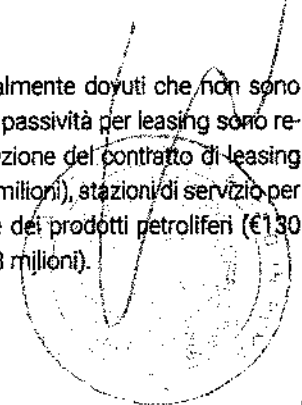 almente dovuti che non sono
passività per leasing sono re-
zione del contratto di leasing
milioni), stazioni di servizio per
e dei prodotti petroliferi (€130
3 milioni).